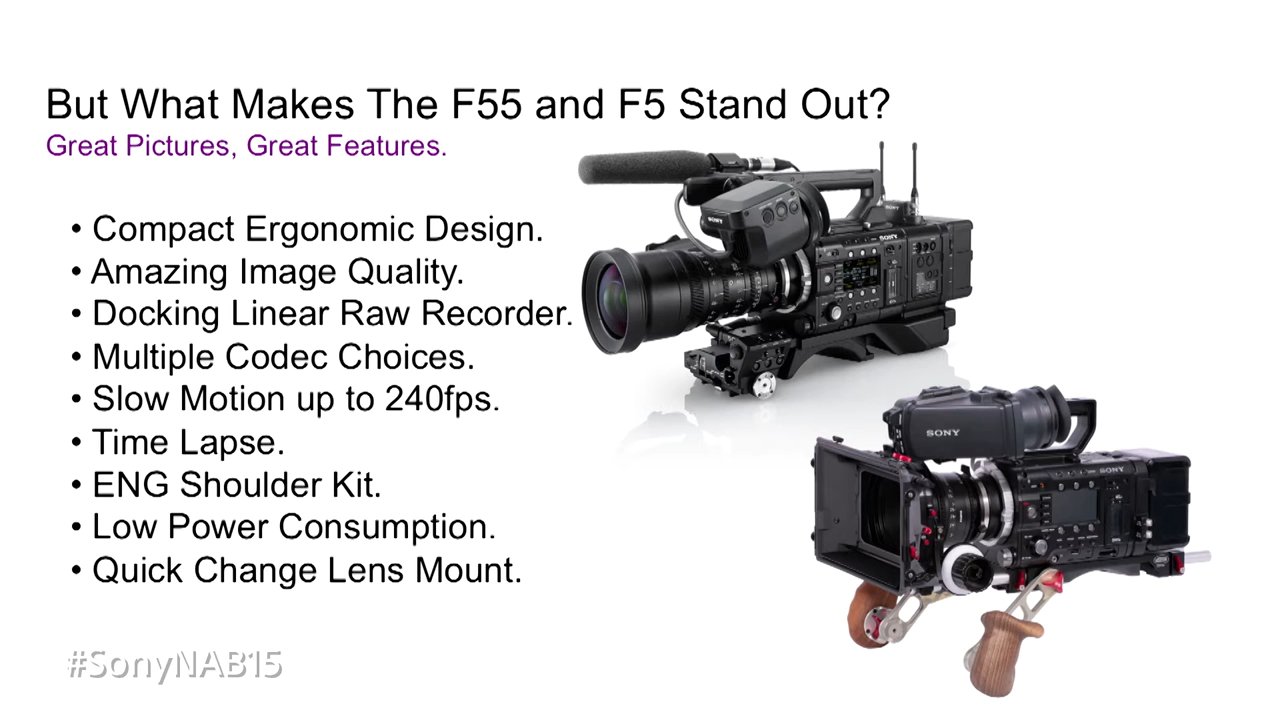 But What Makes The F55 and F5 Stand Out?
Great Pictures, Great Features.
• Compact Ergonomic Design.
• Amazing Image Quality.
• Docking Linear Raw Recorder.
• Multiple Codec Choices.
• Slow Motion up to 240fps.
• Time Lapse.
• ENG Shoulder Kit.
• Low Power Consumption.
• Quick Change Lens Mount.
SONY
SONY
SONY
SONY
SONY
#SonyNAB15